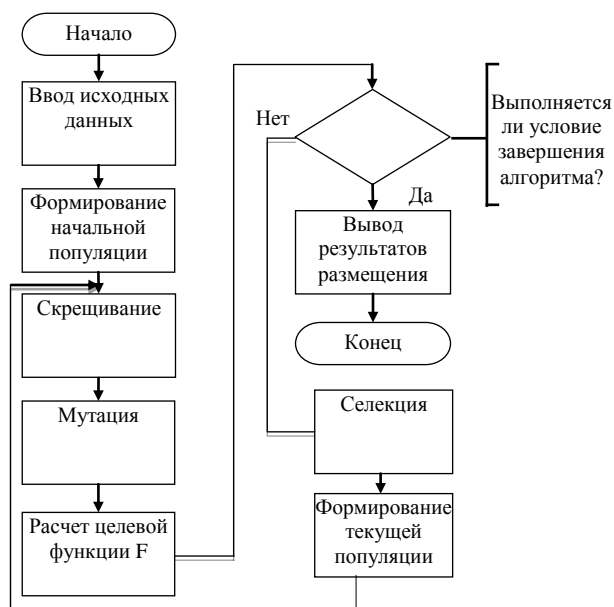 Начало
Ввод исходных
данных
Формирование
начальной
популяции
Скрещивание
Мутация
Расчет целевой
функции F
Нет
Выполняется
ли условие
завершения
алгоритма?
Да
Вывод
результатов
размещения
Конец
Селекция
Формирование
текущей
популяции